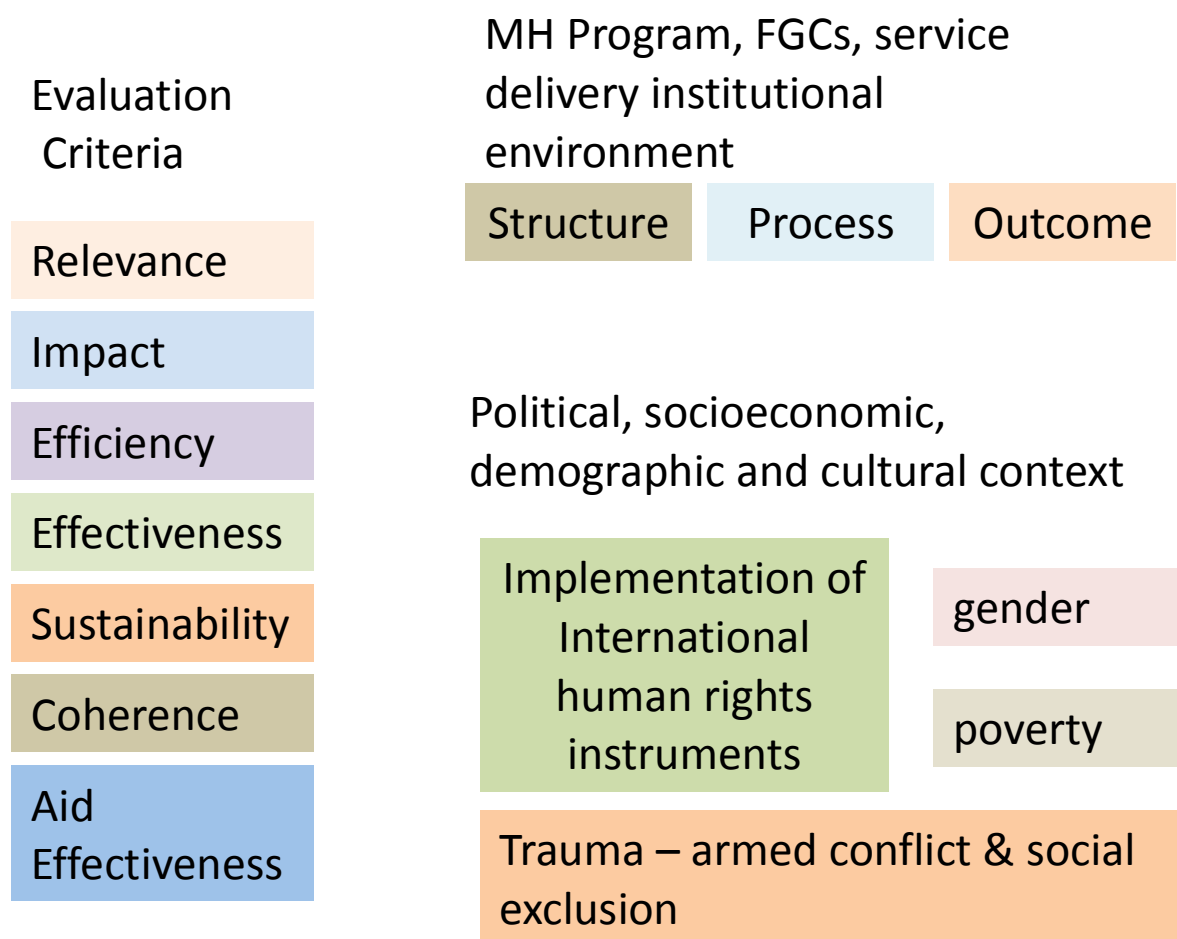 Evaluation
Criteria
Relevance
Impact
Efficiency
Effectiveness
Sustainability
Coherence
Aid
Effectiveness
MH Program, FGCs, service
delivery institutional
environment
Structure
Process
Outcome
Political, socioeconomic,
demographic and cultural context
Implementation of
International
human rights
instruments
gender
poverty
Trauma – armed conflict & social
exclusion